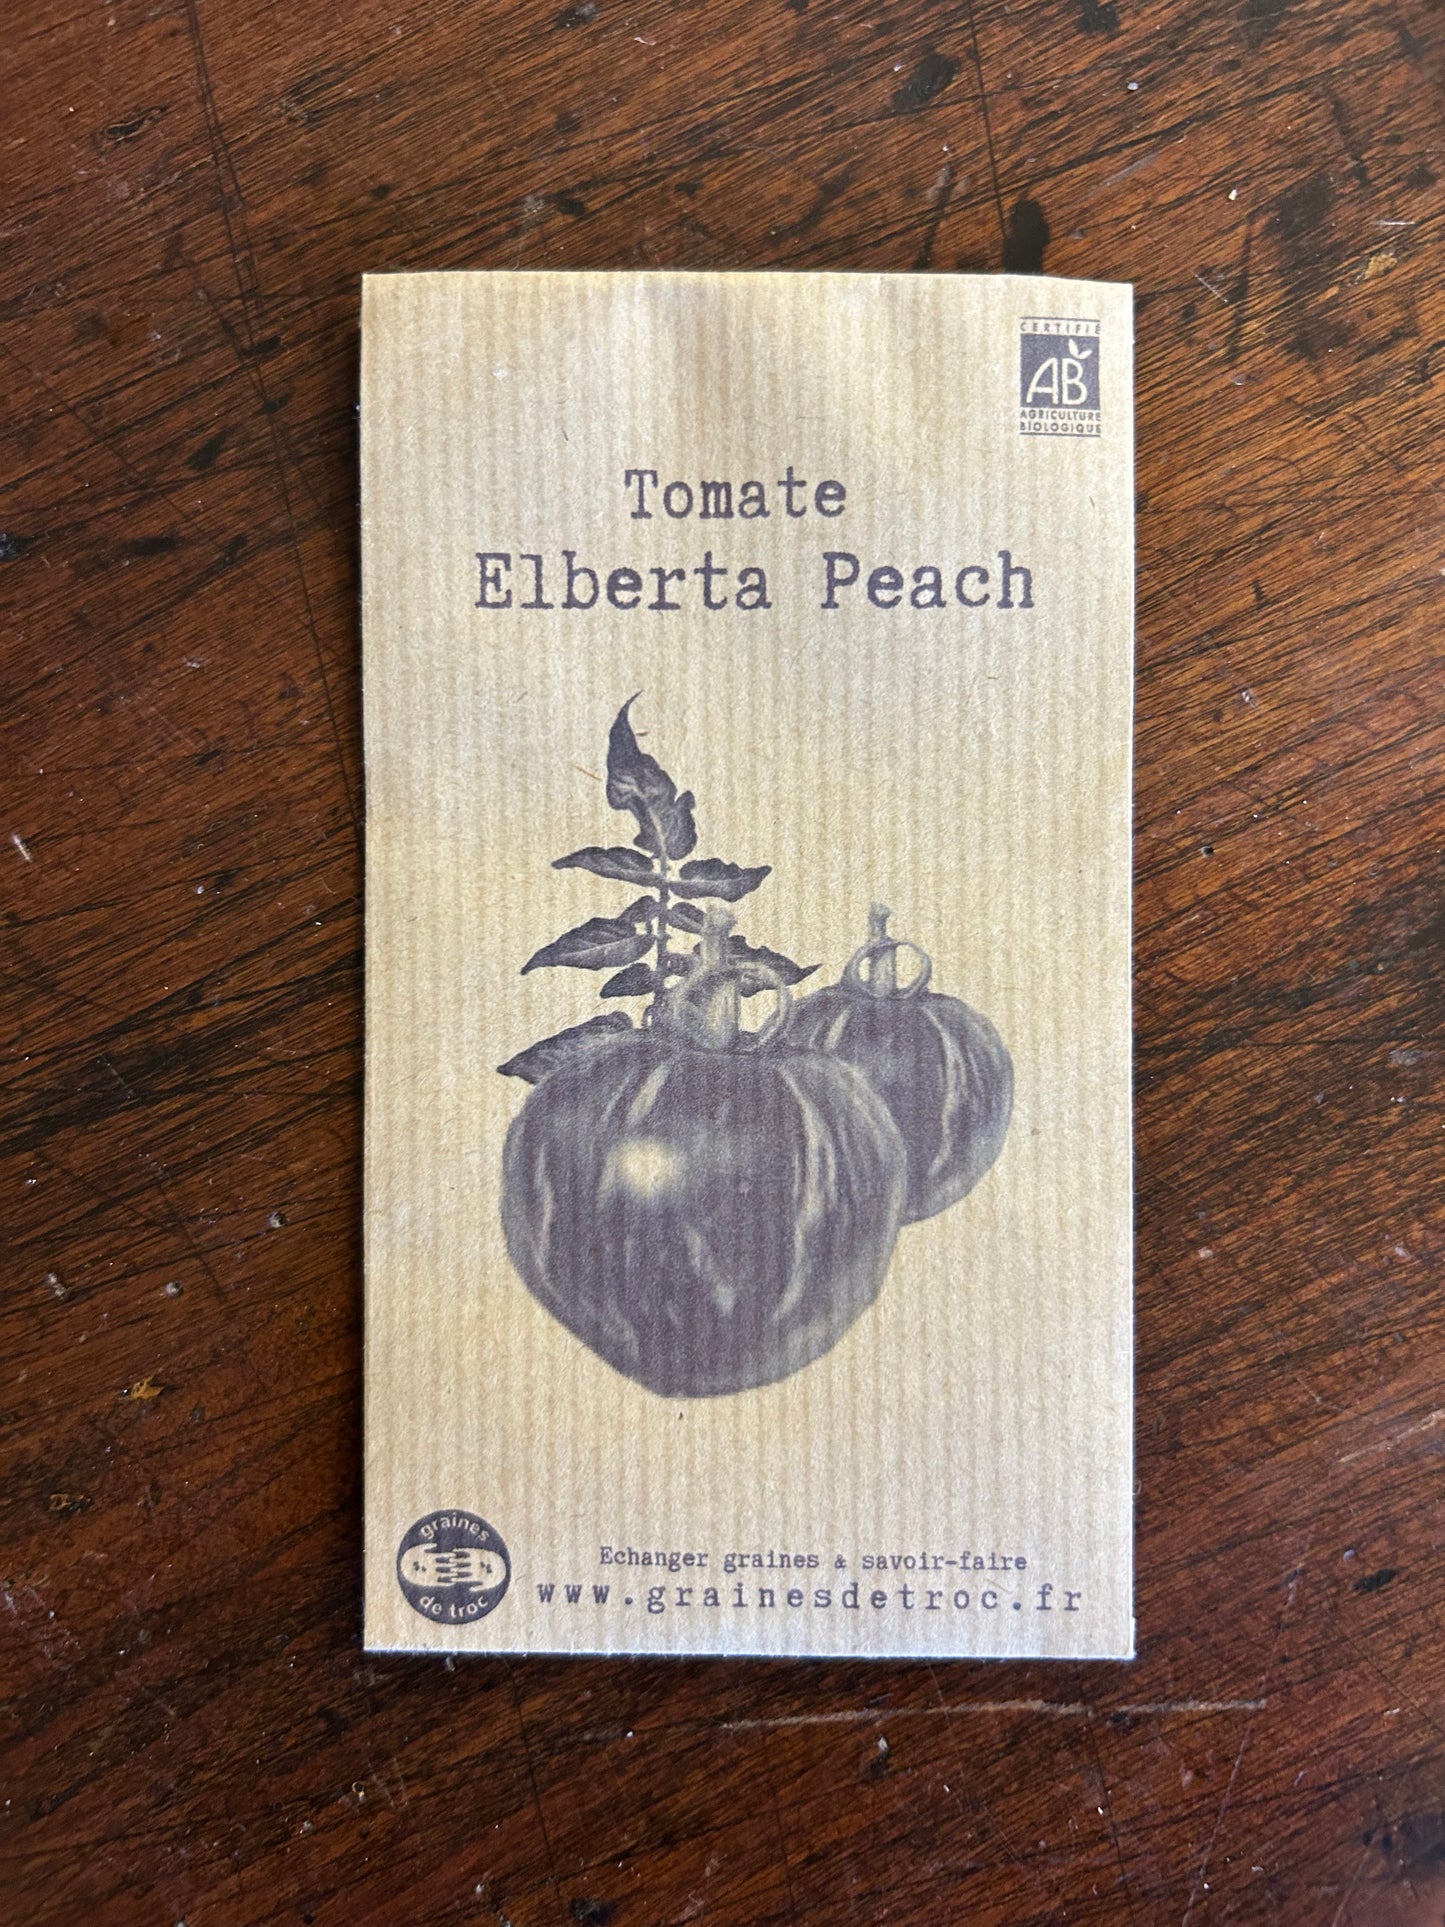 CERTIFIÉ
AB
AGRICULTURE
BIOLOGIQUE
Tomate
Elberta Peach
graines
de troc
Echanger graines & savoir-faire
www.grainesdetroc.fr